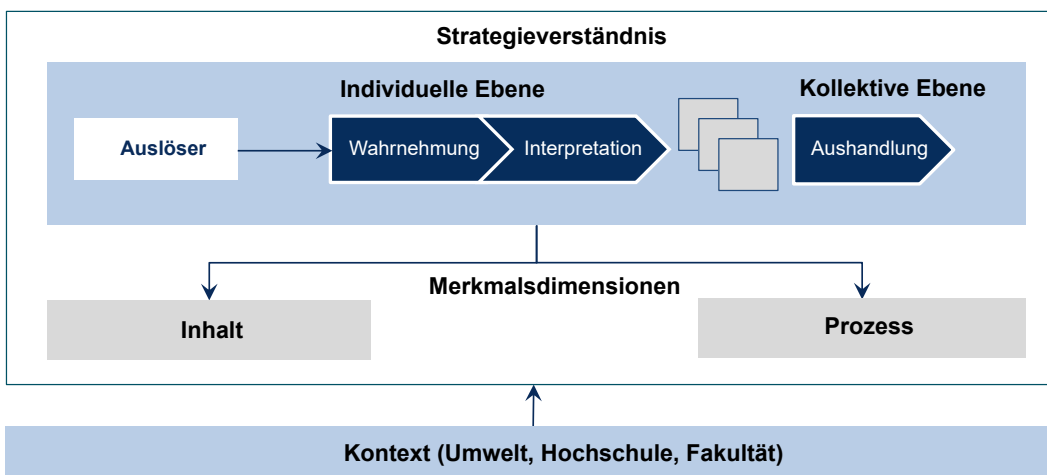 Strategieverständnis
Individuelle Ebene
Kollektive Ebene
Auslöser
Wahrnehmung
Interpretation
Aushandlung
Merkmalsdimensionen
Inhalt
Prozess
Kontext (Umwelt, Hochschule, Fakultät)